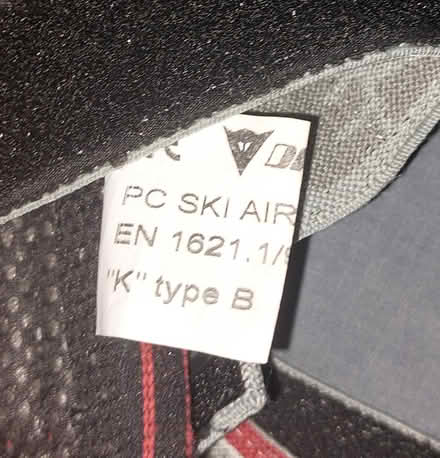 PC SKI AIR
EN 1621.1/9
"K" type B